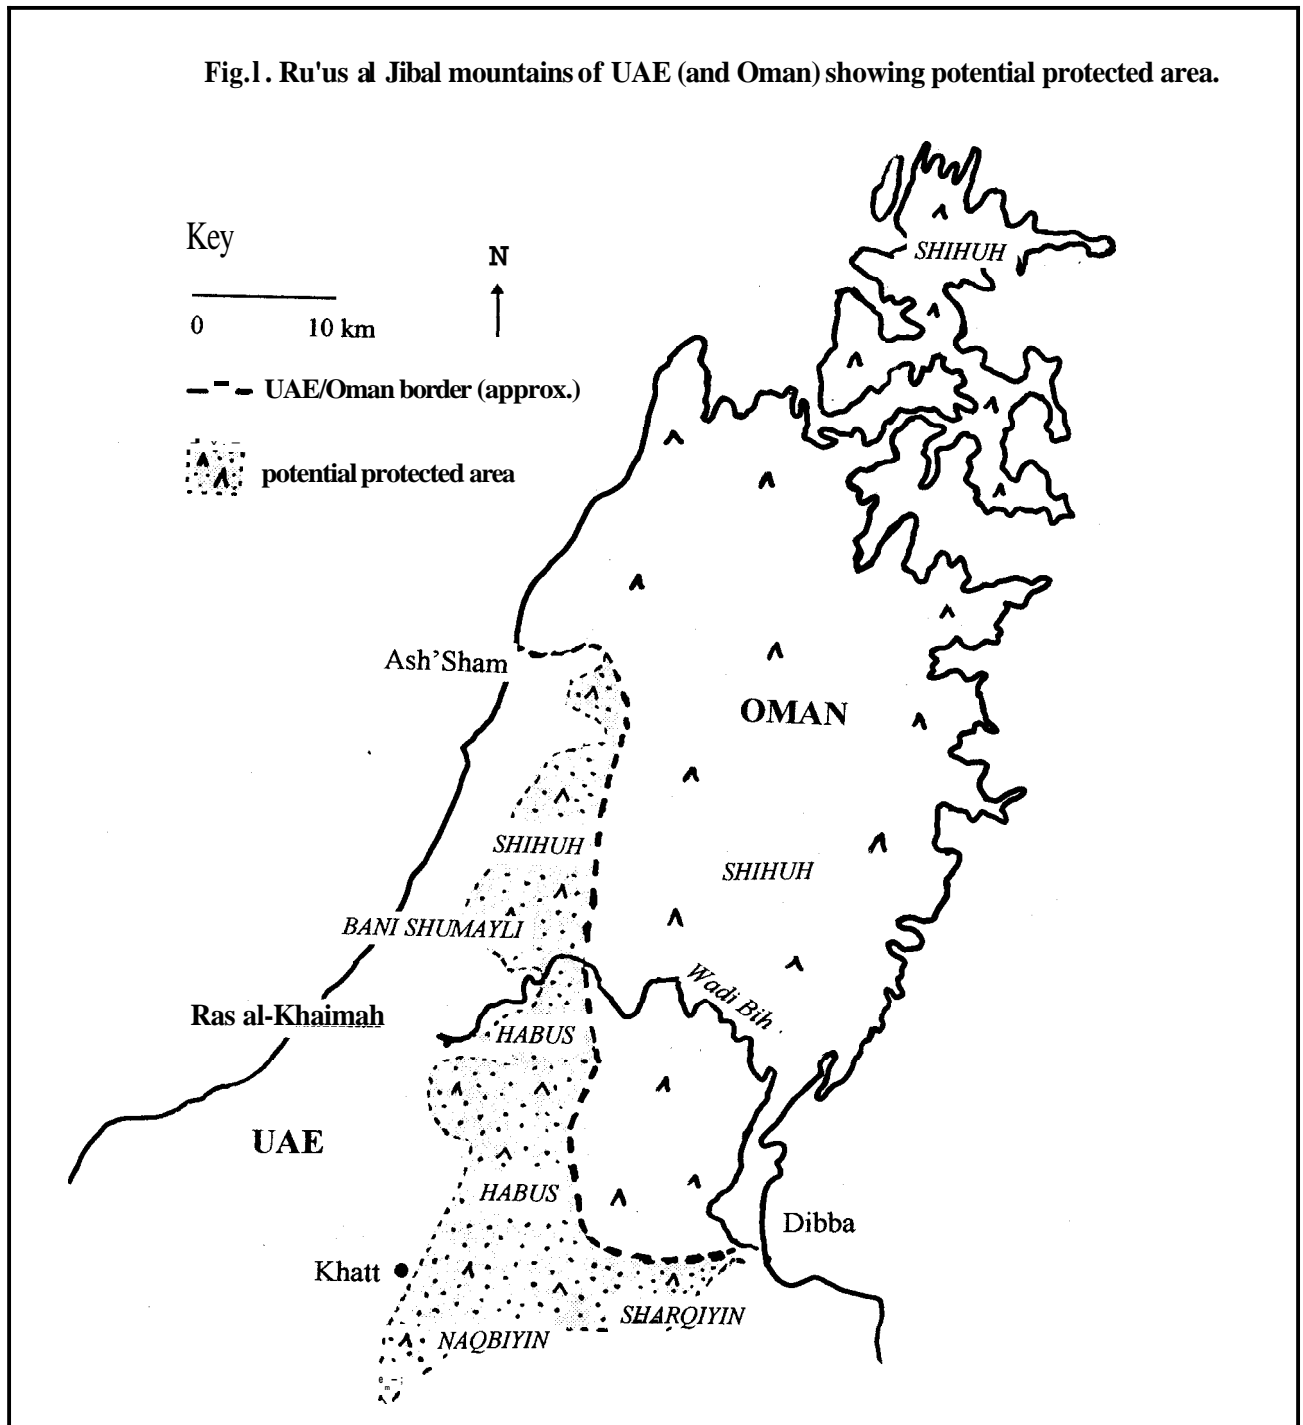 Fig.1. Ru'us al Jibal mountains of UAE (and Oman) showing potential protected area.
Key
N
0 10 km
UAE/Oman border (approx.)
potential protected area
SHIHUH
Ash'Sham
OMAN
SHIHUH
SHIHUH
BANI SHUMAYLI
Wadi Bih
Ras al-Khaimah
HABUS
UAE
HABUS
Dibba
Khatt
SHARQIYIN
NAQBIYIN